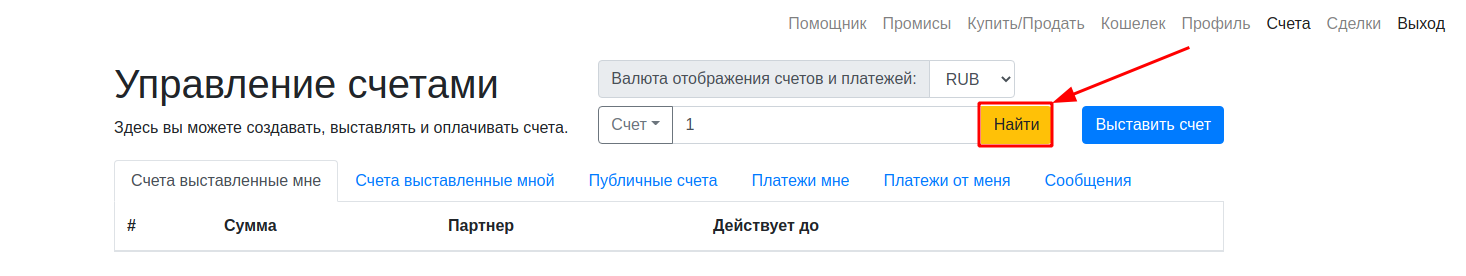 Помощник Промисы Купить/Продать Кошелек Профиль Счета Сделки Выход
Управление счетами
Валюта отображения счетов и платежей: RUB
Здесь вы можете создавать, выставлять и оплачивать счета.
Счет 1 Найти Выставить счет
Счета выставленные мне Счета выставленные мной Публичные счета Платежи мне Платежи от меня Сообщения
# Сумма Партнер Действует до